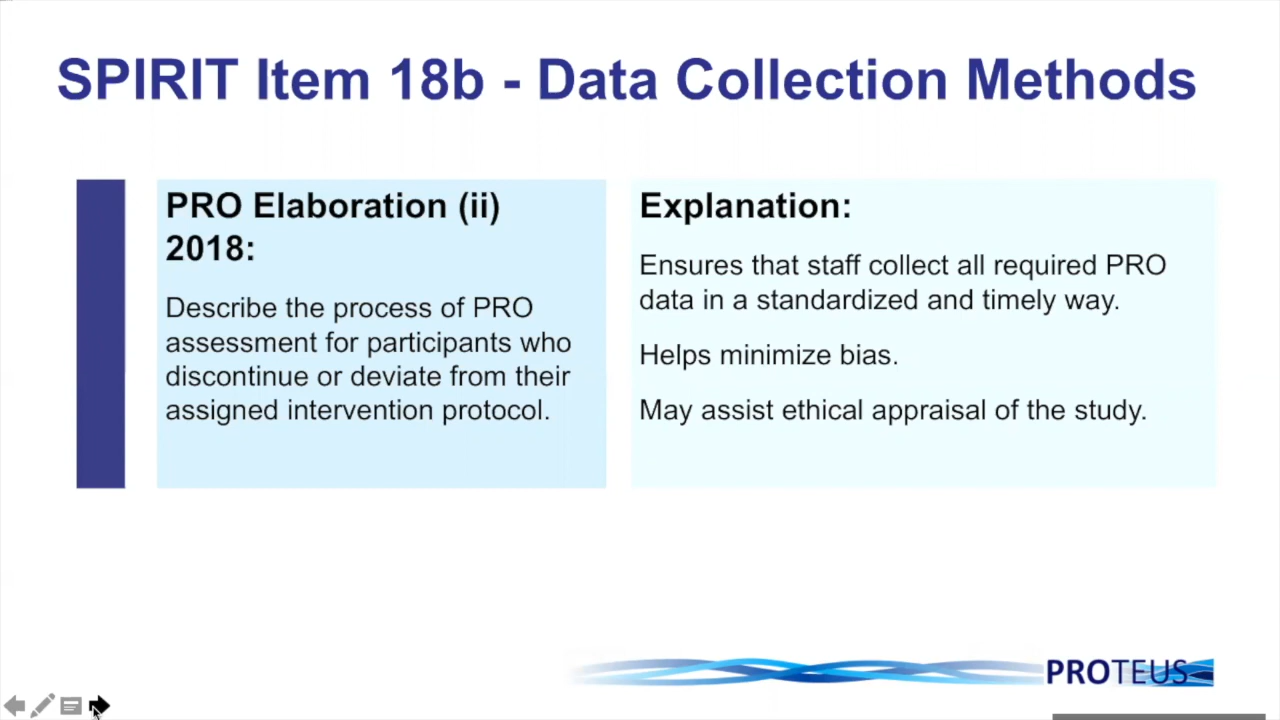 SPIRIT Item 18b - Data Collection Methods
PRO Elaboration (ii)
2018:
Describe the process of PRO
assessment for participants who
discontinue or deviate from their
assigned intervention protocol.
Explanation:
Ensures that staff collect all required PRO
data in a standardized and timely way.
Helps minimize bias.
May assist ethical appraisal of the study.
PROTEUS